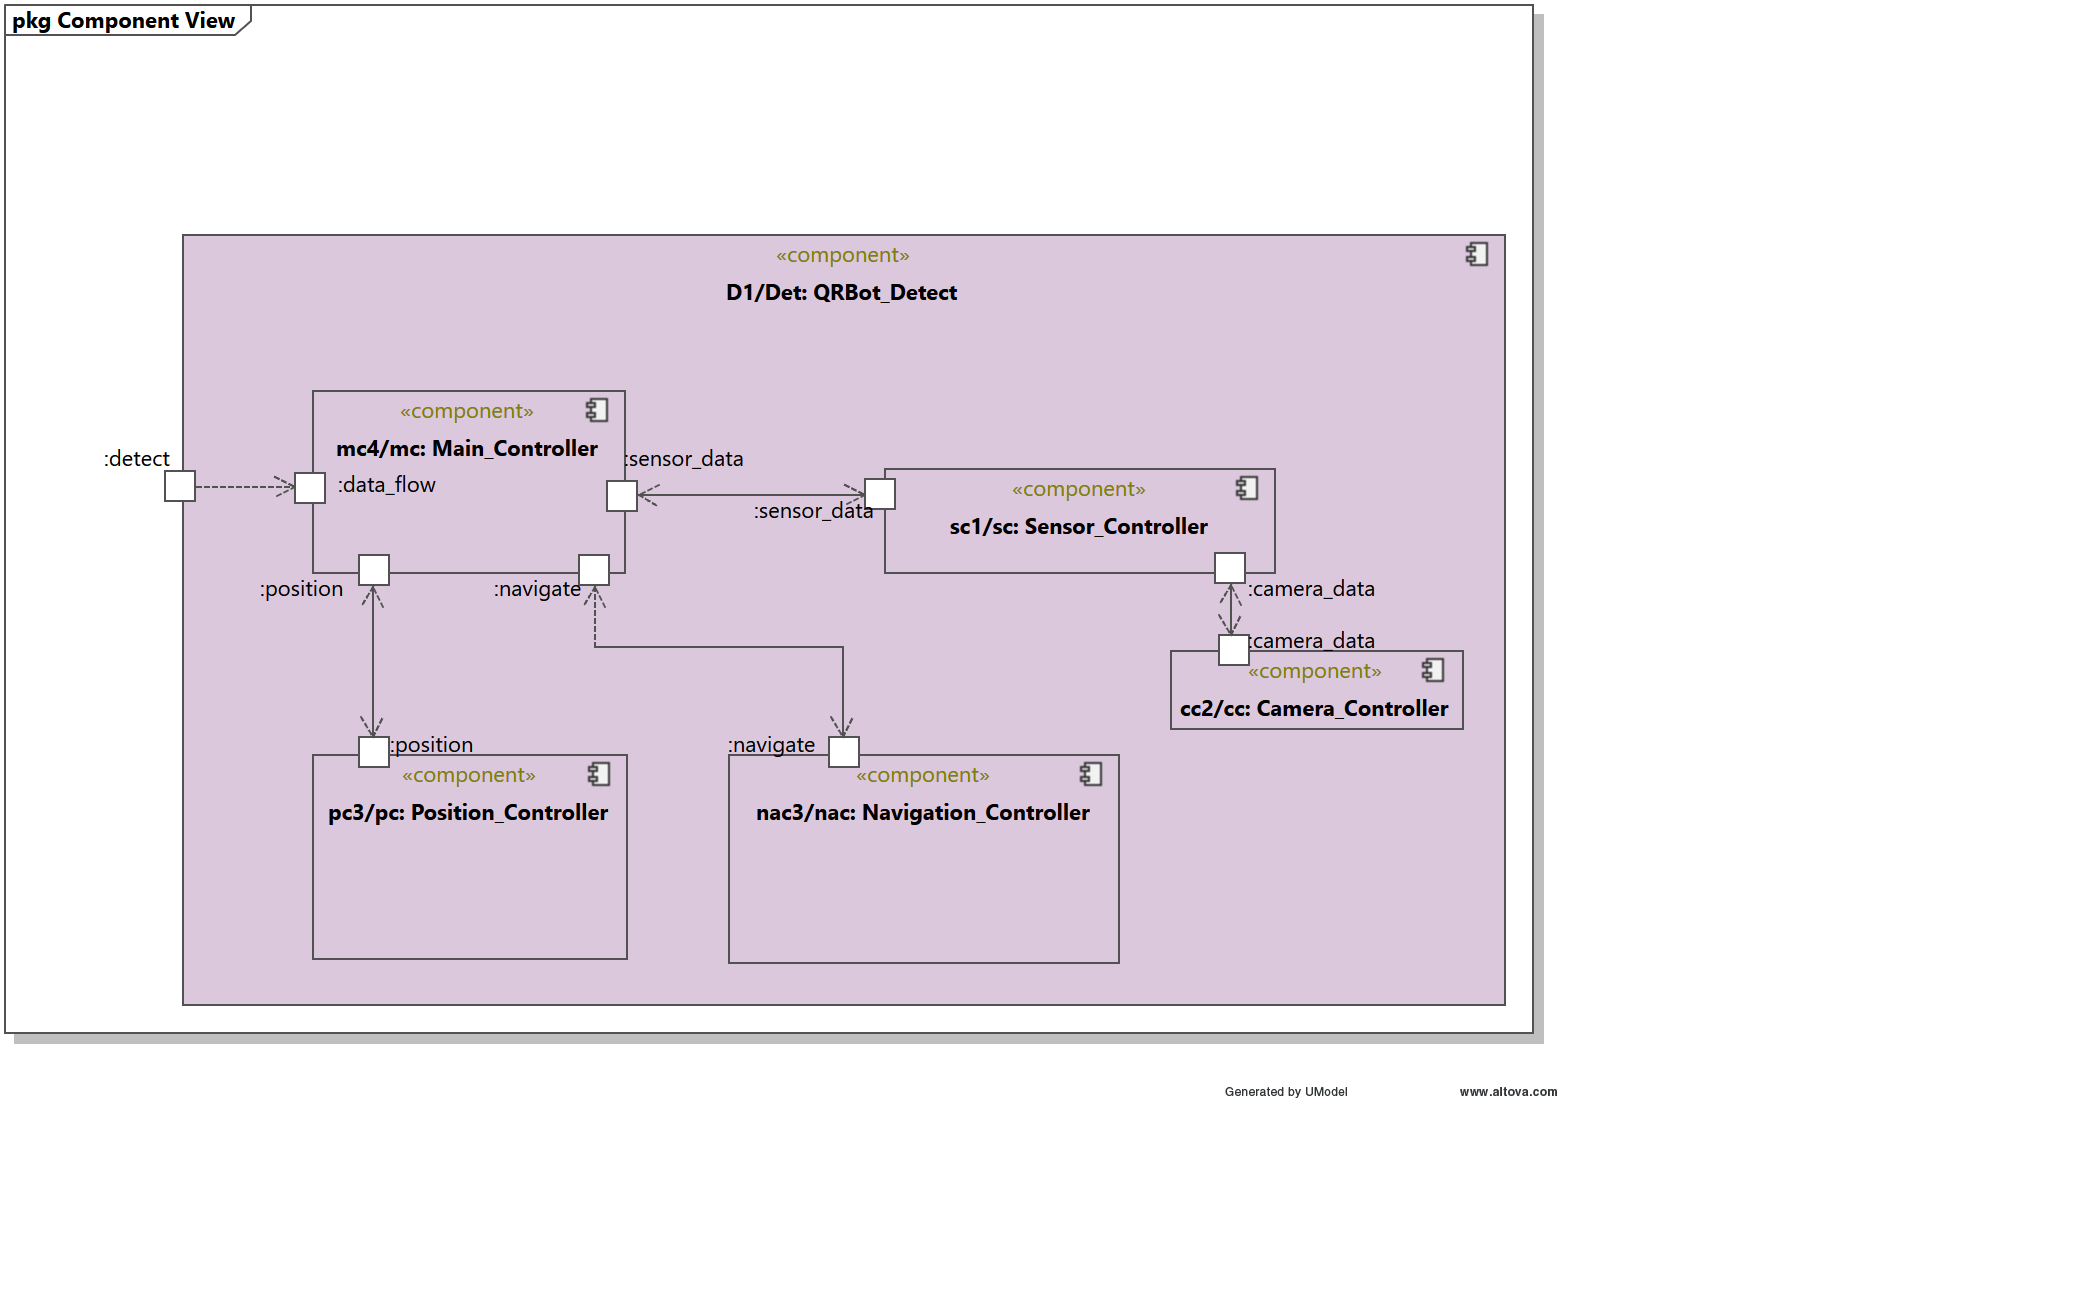 pkg Component View
«component»
D1/Det: QRBot_Detect
«component»
mc4/mc: Main_Controller
:detect
:data_flow
:sensor_data
:sensor_data
«component»
sc1/sc: Sensor_Controller
:position
:navigate
:camera_data
:camera_data
«component»
cc2/cc: Camera_Controller
:position
«component»
pc3/pc: Position_Controller
:navigate
«component»
nac3/nac: Navigation_Controller
Generated by UModel
www.altova.com